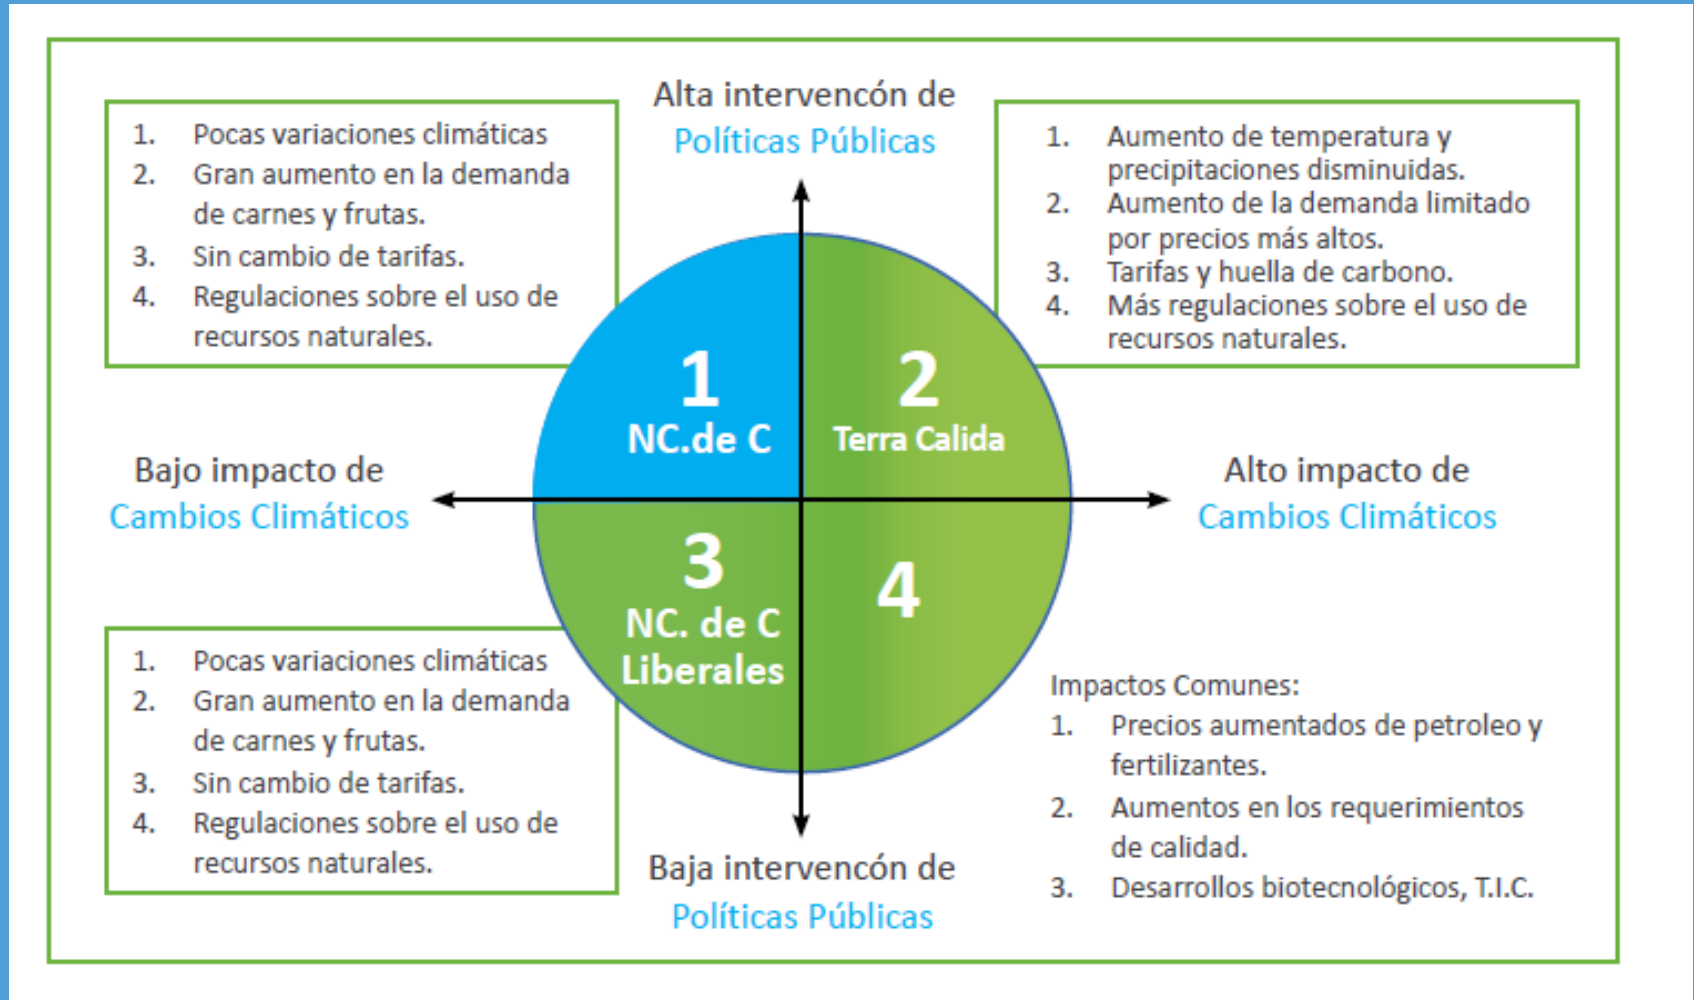 Alta intervencón de
Políticas Públicas
1. Pocas variaciones climáticas
2. Gran aumento en la demanda
de carnes y frutas.
3. Sin cambio de tarifas.
4. Regulaciones sobre el uso de
recursos naturales.
1. Aumento de temperatura y
precipitaciones disminuidas.
2. Aumento de la demanda limitado
por precios más altos.
3. Tarifas y huella de carbono.
4. Más regulaciones sobre el uso de
recursos naturales.
1
NC.de C
2
Terra Calida
Bajo impacto de
Cambios Climáticos
Alto impacto de
Cambios Climáticos
3
NC. de C
Liberales
4
1. Pocas variaciones climáticas
2. Gran aumento en la demanda
de carnes y frutas.
3. Sin cambio de tarifas.
4. Regulaciones sobre el uso de
recursos naturales.
Impactos Comunes:
1. Precios aumentados de petroleo y
fertilizantes.
2. Aumentos en los requerimientos
de calidad.
3. Desarrollos biotecnológicos, T.I.C.
Baja intervencón de
Políticas Públicas